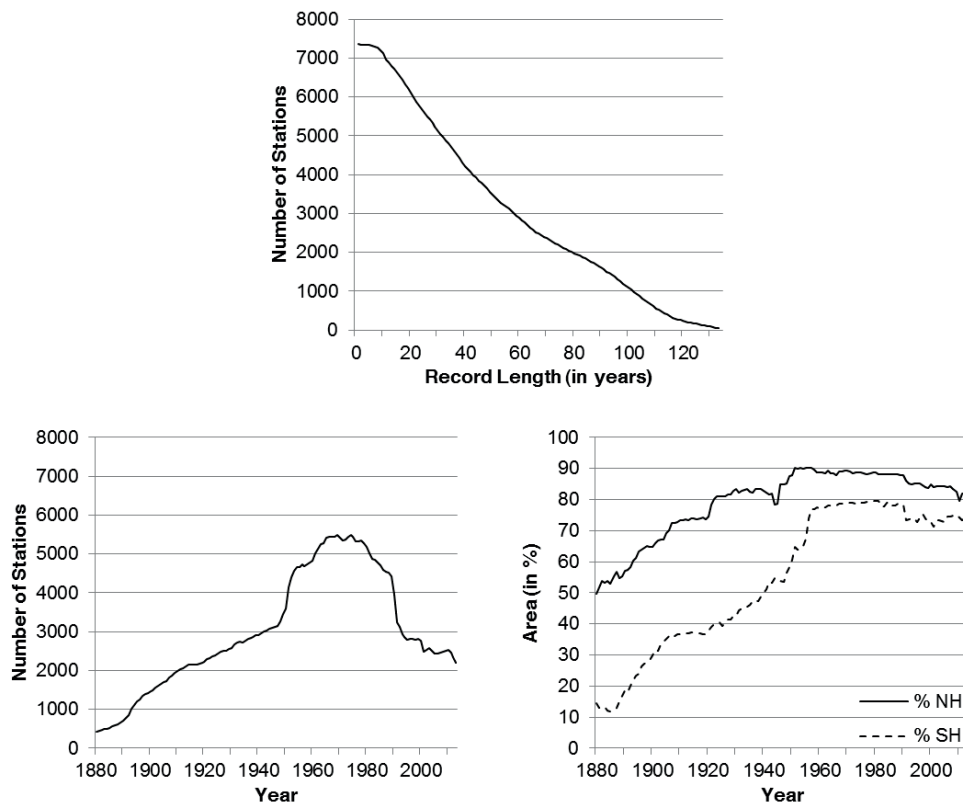 8000
7000
6000
5000
4000
3000
2000
1000
0
Number of Stations
0 20 40 60 80 100 120
Record Length (in years)
8000
7000
6000
5000
4000
3000
2000
1000
0
Number of Stations
1880 1900 1920 1940 1960 1980 2000
Year
100
90
80
70
60
50
40
30
20
10
0
Area (in %)
% NH
% SH
1880 1900 1920 1940 1960 1980 2000
Year